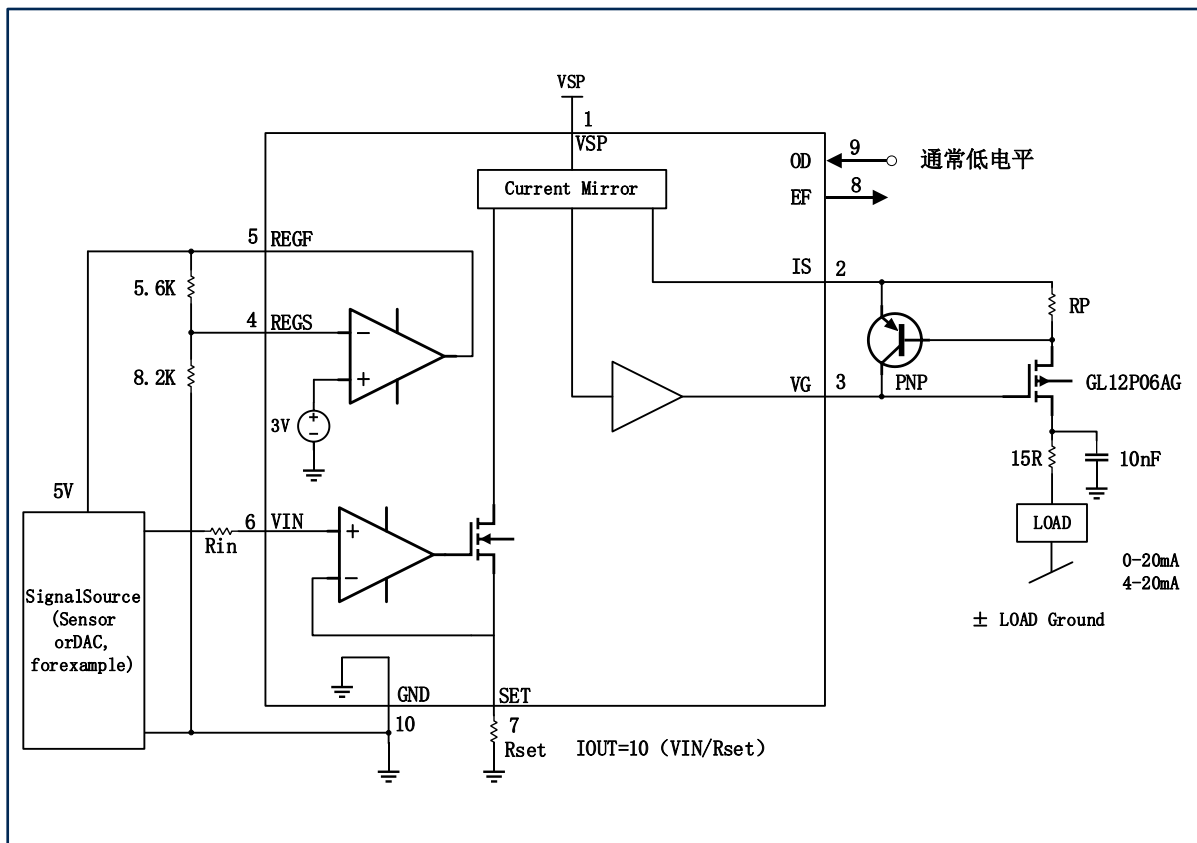 VSP
1
VSP
Current Mirror
OD
9
通常低电平
EF
8
5
REGF
IS
2
5.6K
RP
4
REGS
8.2K
VG
3
PNP
GL12P06AG
3V
15R
10nF
5V
6
VIN
Rin
LOAD
0-20mA
4-20mA
SignalSource
(Sensor
orDAC,
forexample)
± LOAD Ground
GND
SET
10
7
Rset
IOUT=10 (VIN/Rset)